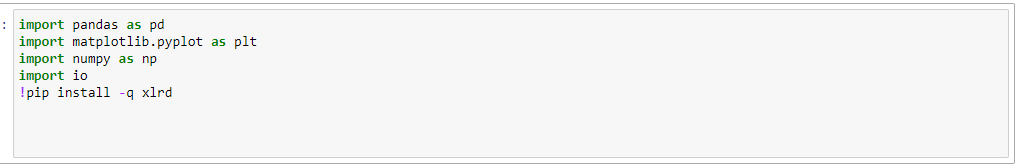 :
import pandas as pd
import matplotlib.pyplot as plt
import numpy as np
import io
!pip install -q xlrd